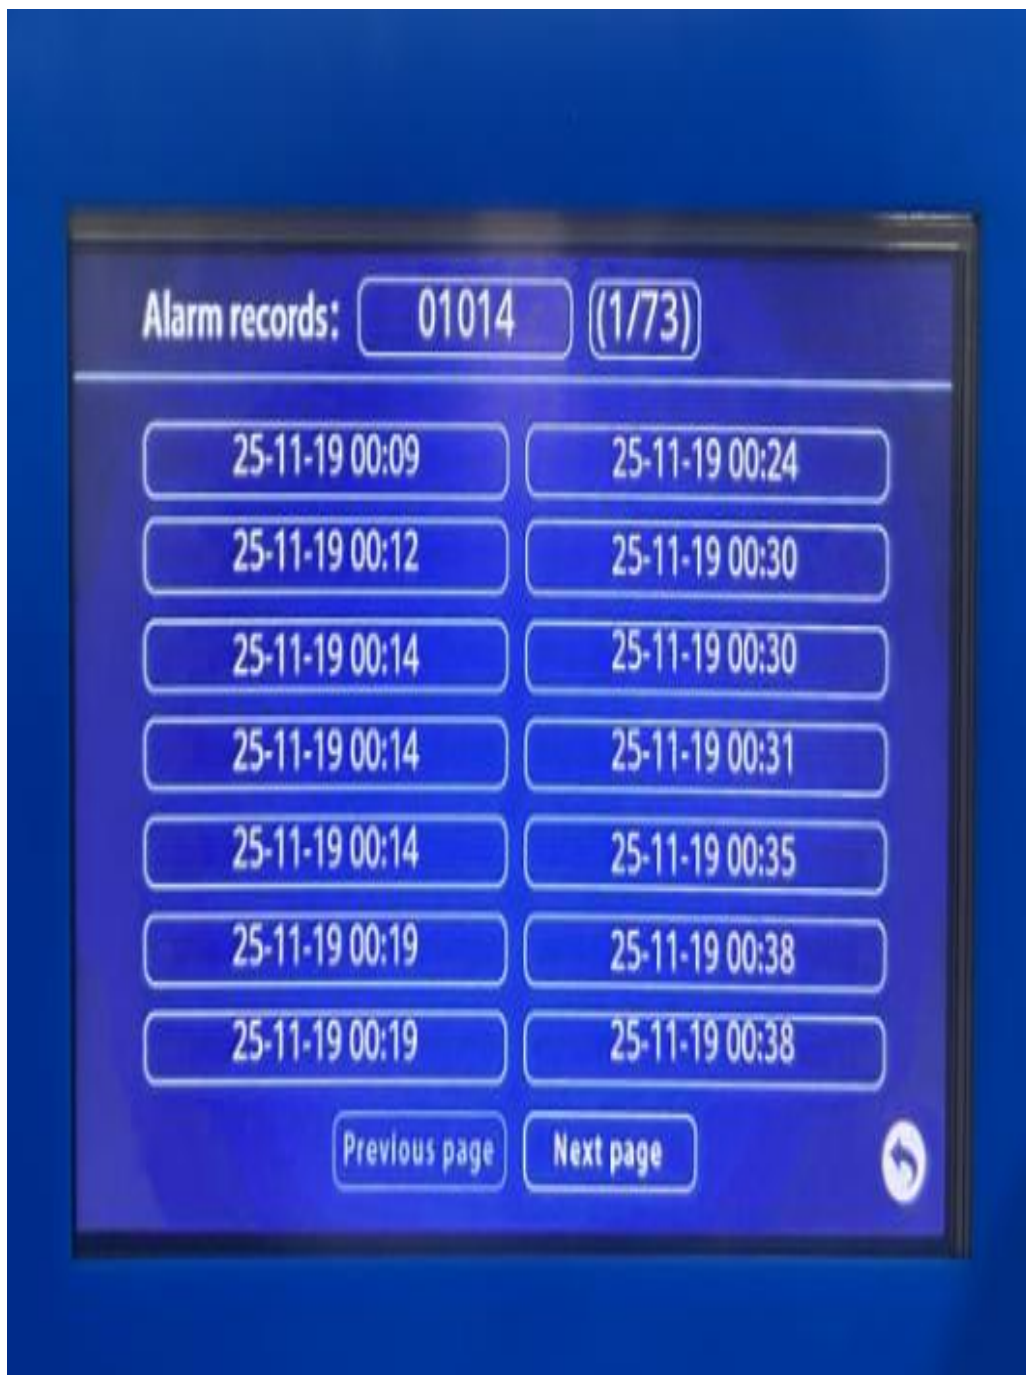 Alarm records: 01014 (1/73)
25-11-19 00:09 25-11-19 00:24
25-11-19 00:12 25-11-19 00:30
25-11-19 00:14 25-11-19 00:30
25-11-19 00:14 25-11-19 00:31
25-11-19 00:14 25-11-19 00:35
25-11-19 00:19 25-11-19 00:38
25-11-19 00:19 25-11-19 00:38
Previous page Next page